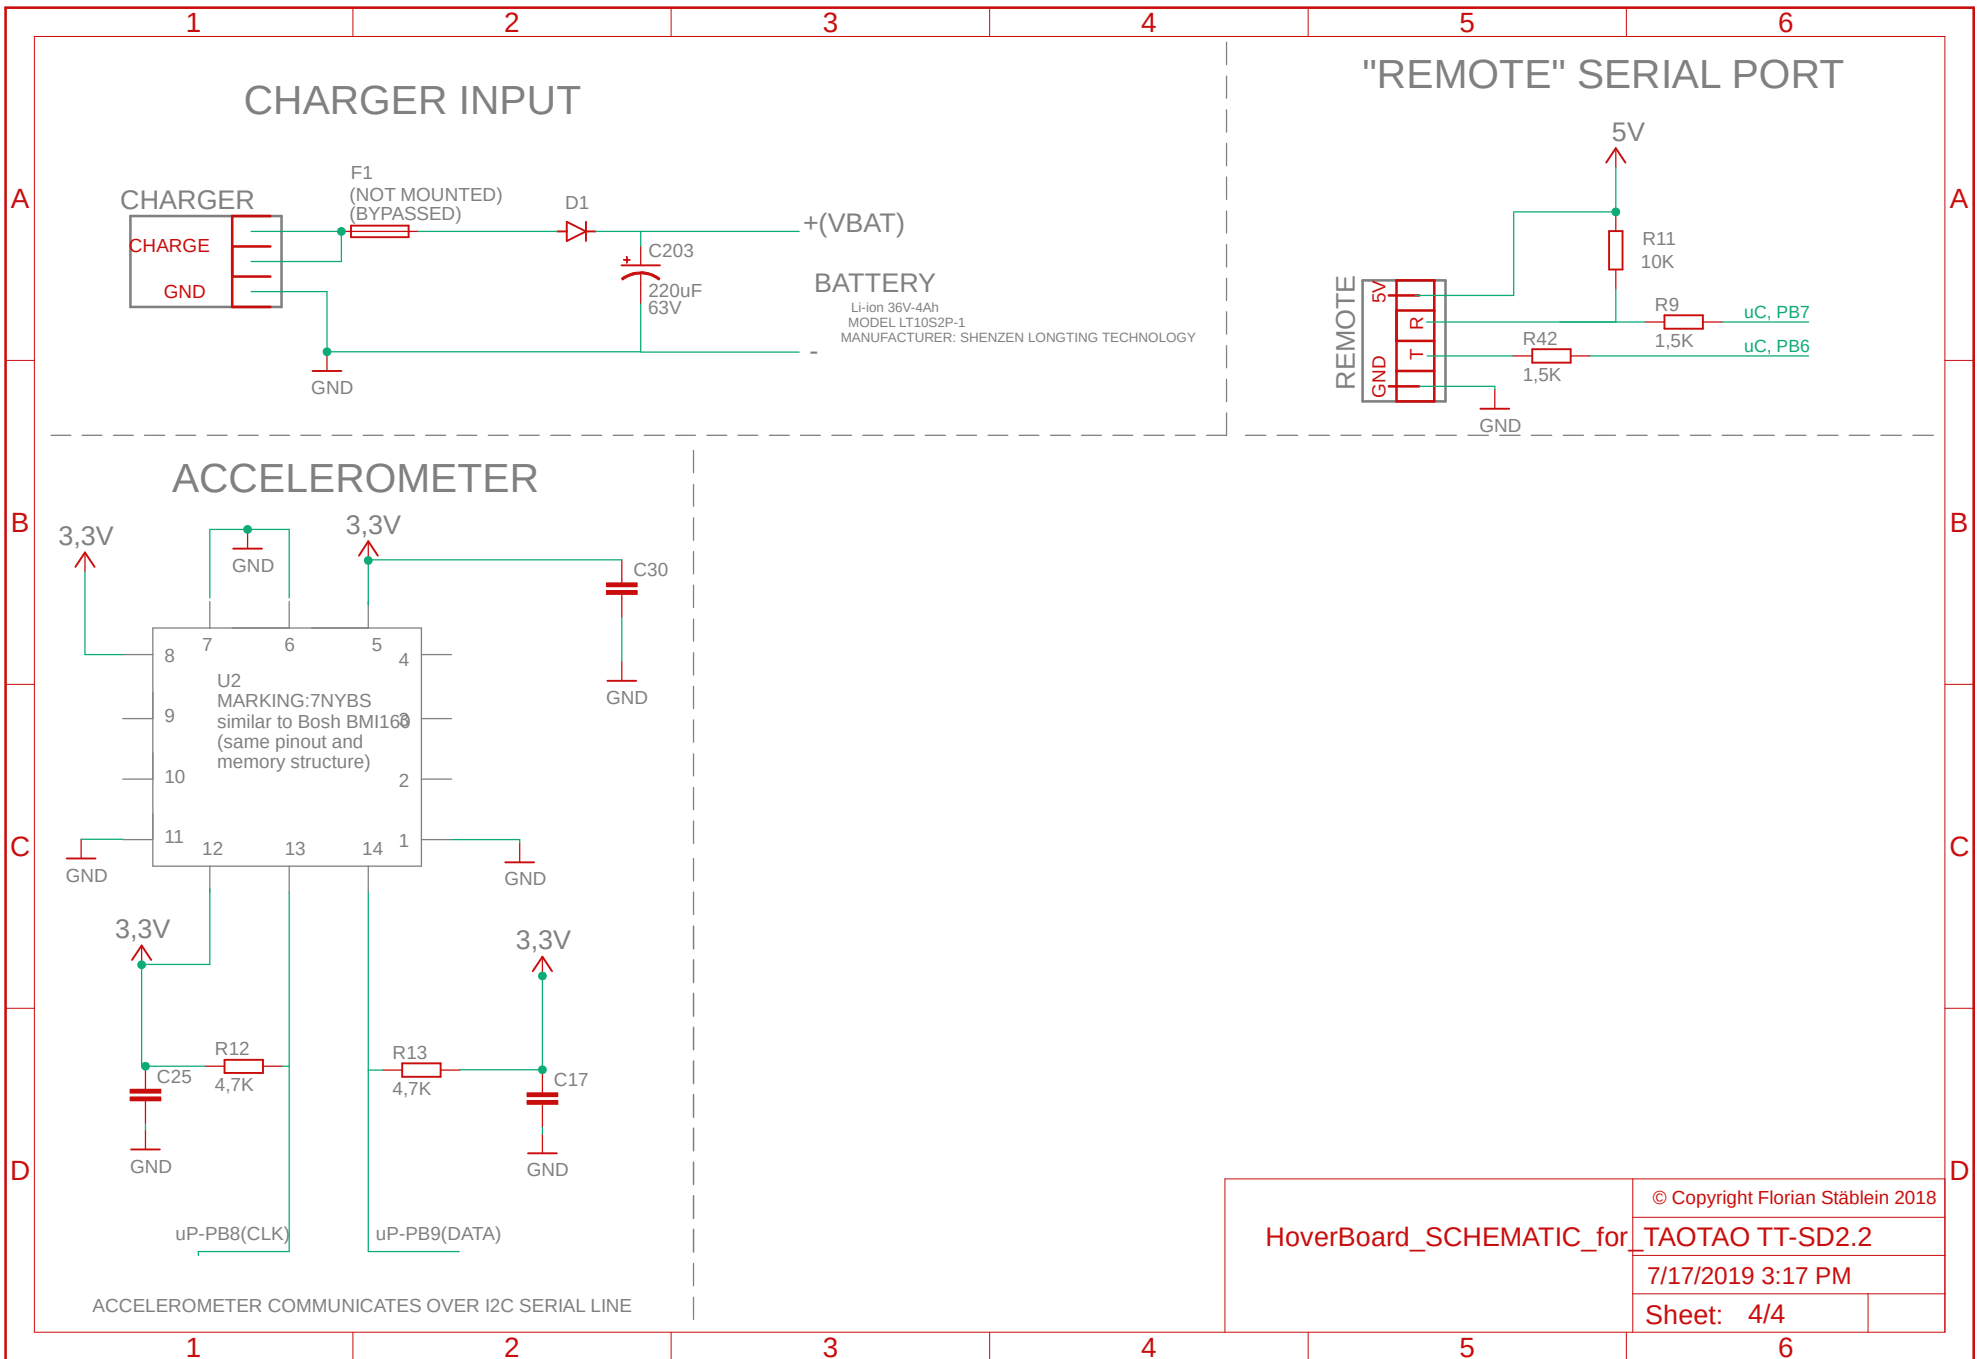 1 2 3 4 5 6
A
A
B
B
C
C
D
D
CHARGER INPUT
CHARGER
CHARGE
GND
F1
(NOT MOUNTED)
(BYPASSED)
D1
C203
220uF
63V
+(VBAT)
BATTERY
Li-ion 36V-4Ah
MODEL LT10S2P-1
MANUFACTURER: SHENZEN LONGTING TECHNOLOGY
-
+
GND
"REMOTE" SERIAL PORT
5V
R11
10K
REMOTE
5V
R
T
GND
R9
1,5K
uC, PB7
R42
1,5K
uC, PB6
GND
ACCELEROMETER
3,3V
GND
3,3V
C30
GND
8
7
6
5
4
9
3
10
2
11
12
13
14
1
U2
MARKING:7NYBS
similar to Bosh BMI160
(same pinout and
memory structure)
GND
GND
3,3V
3,3V
R12
4,7K
C25
GND
R13
4,7K
C17
GND
uP-PB8(CLK)
uP-PB9(DATA)
ACCELEROMETER COMMUNICATES OVER I2C SERIAL LINE
© Copyright Florian Stäblein 2018
HoverBoard_SCHEMATIC_for_TAOTAO TT-SD2.2
7/17/2019 3:17 PM
Sheet: 4/4
1 2 3 4 5 6